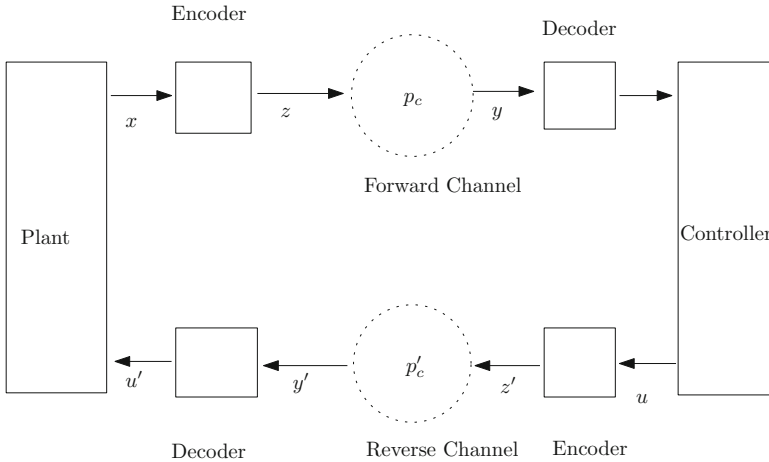 Encoder
Decoder
p_c
x
z
y
Forward Channel
Plant
Controller
p'_c
u'
y'
z'
u
Decoder
Reverse Channel
Encoder